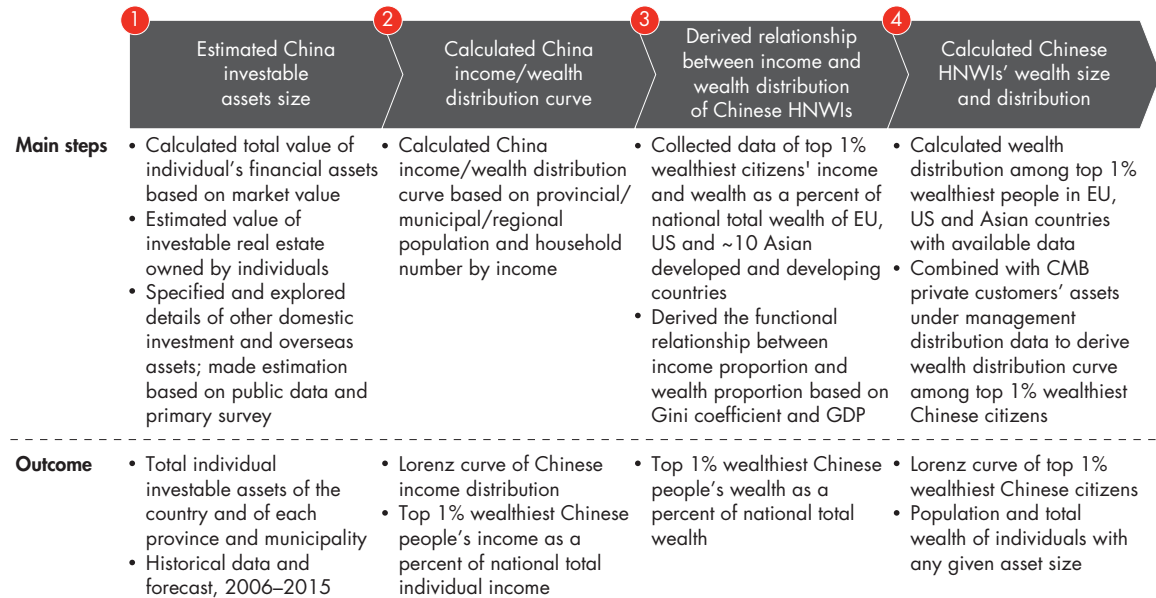 1
Estimated China
investable
assets size
2
Calculated China
income/wealth
distribution curve
3
Derived relationship
between income and
wealth distribution
of Chinese HNWIs
4
Calculated Chinese
HNWIs’ wealth size
and distribution
Main steps
• Calculated total value of
individual’s financial assets
based on market value
• Estimated value of
investable real estate
owned by individuals
• Specified and explored
details of other domestic
investment and overseas
assets; made estimation
based on public data and
primary survey
• Calculated China
income/wealth distribution
curve based on provincial/
municipal/regional
population and household
number by income
• Collected data of top 1%
wealthiest citizens' income
and wealth as a percent of
national total wealth of EU,
US and ~10 Asian
developed and developing
countries
• Derived the functional
relationship between
income proportion and
wealth proportion based on
Gini coefficient and GDP
• Calculated wealth
distribution among top 1%
wealthiest people in EU,
US and Asian countries
with available data
• Combined with CMB
private customers’ assets
under management
distribution data to derive
wealth distribution curve
among top 1% wealthiest
Chinese citizens
Outcome
• Total individual
investable assets of the
country and of each
province and municipality
• Historical data and
forecast, 2006–2015
• Lorenz curve of Chinese
income distribution
• Top 1% wealthiest Chinese
people’s income as a
percent of national total
individual income
• Top 1% wealthiest Chinese
people’s wealth as a
percent of national total
wealth
• Lorenz curve of top 1%
wealthiest Chinese citizens
• Population and total
wealth of individuals with
any given asset size